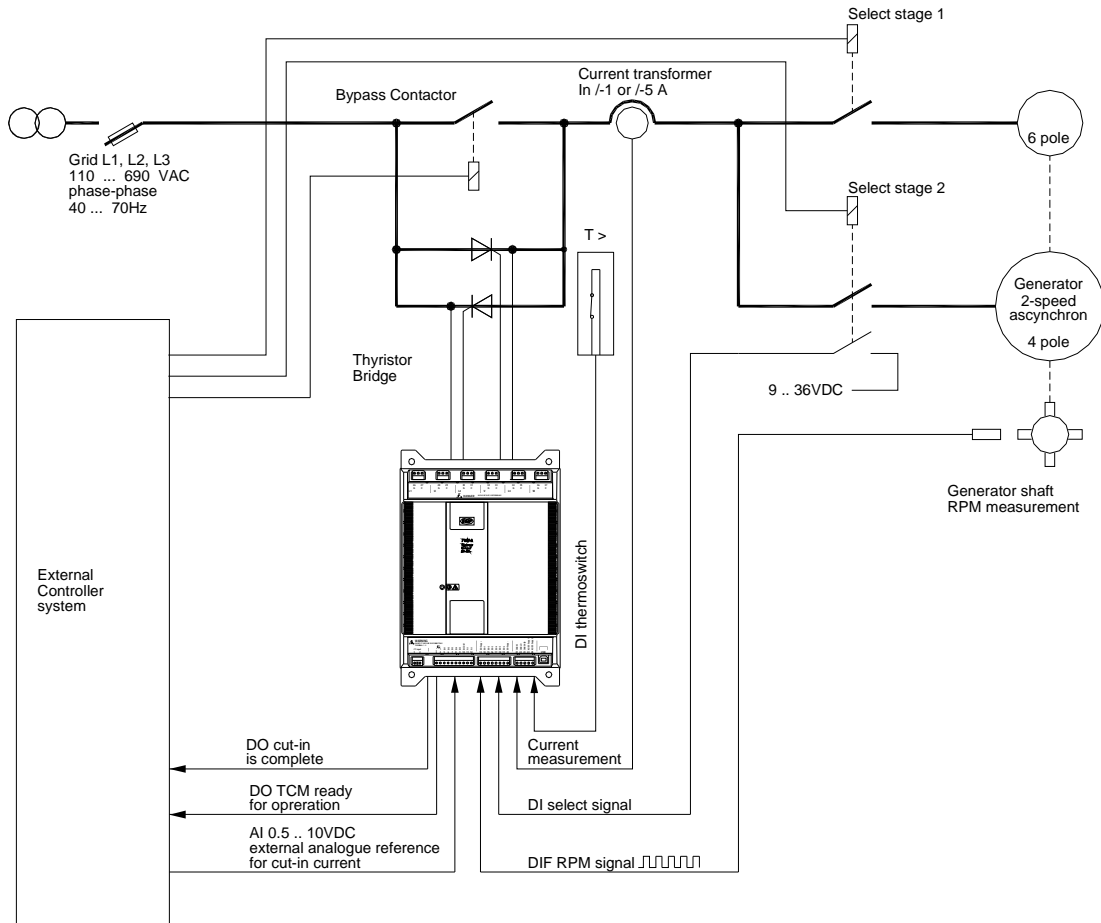 Select stage 1
Current transformer
In /-1 or /-5 A
Bypass Contactor
6 pole
Grid L1, L2, L3
110 ... 690 VAC
phase-phase
40 ... 70Hz
Select stage 2
T >
Generator
2-speed
ascynchron
4 pole
Thyristor
Bridge
9 .. 36VDC
Generator shaft
RPM measurement
External
Controller
system
DI thermoswitch
DO cut-in
is complete
Current
measurement
DO TCM ready
for opreration
DI select signal
AI 0.5 .. 10VDC
external analogue reference
for cut-in current
DIF RPM signal